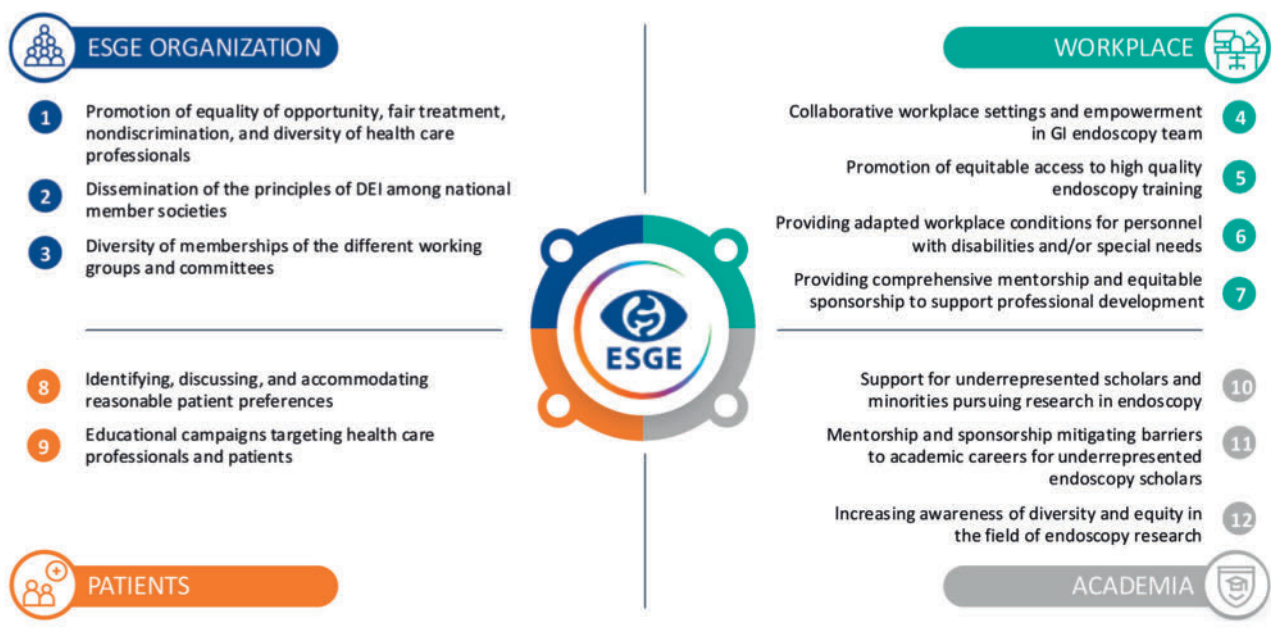 ESGE ORGANIZATION
1
Promotion of equality of opportunity, fair treatment,
nondiscrimination, and diversity of health care
professionals
2
Dissemination of the principles of DEI among national
member societies
3
Diversity of memberships of the different working
groups and committees
WORKPLACE
Collaborative workplace settings and empowerment
in GI endoscopy team
4
Promotion of equitable access to high quality
endoscopy training
5
Providing adapted workplace conditions for personnel
with disabilities and/or special needs
6
Providing comprehensive mentorship and equitable
sponsorship to support professional development
7
ESGE
8
Identifying, discussing, and accommodating
reasonable patient preferences
9
Educational campaigns targeting health care
professionals and patients
PATIENTS
Support for underrepresented scholars and
minorities pursuing research in endoscopy
10
Mentorship and sponsorship mitigating barriers
to academic careers for underrepresented
endoscopy scholars
11
Increasing awareness of diversity and equity in
the field of endoscopy research
12
ACADEMIA